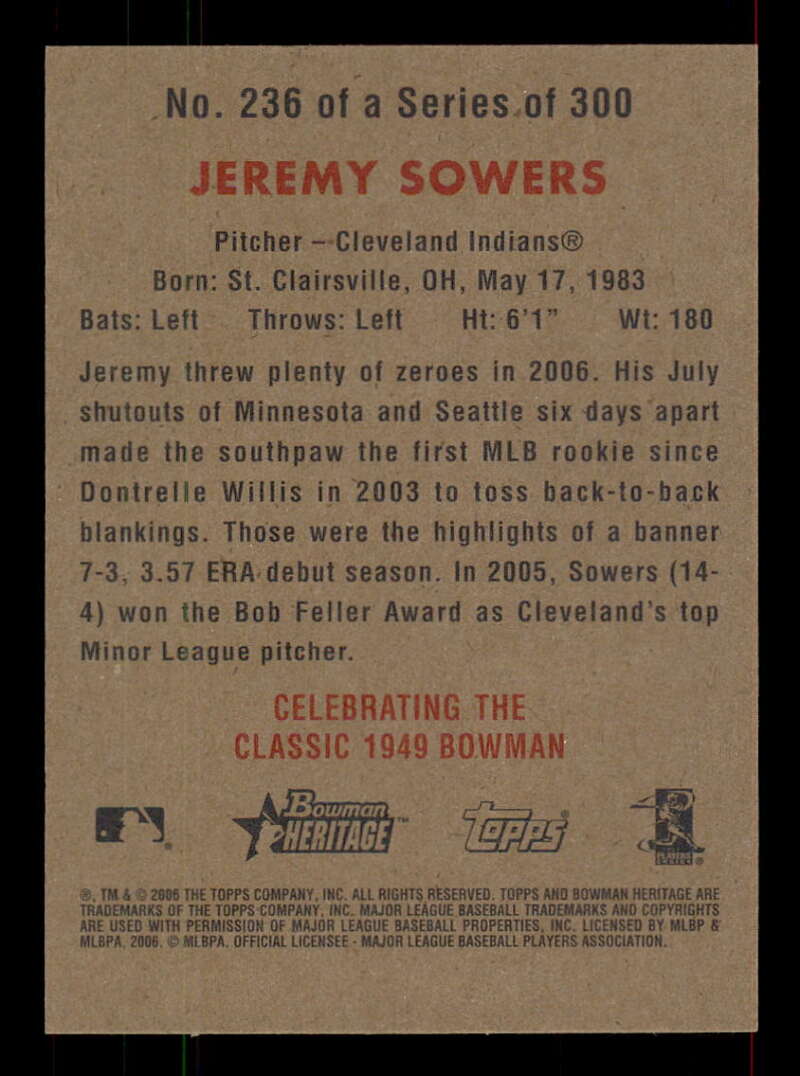 No. 236 of a Series of 300
JEREMY SOWERS
Pitcher – Cleveland Indians®
Born: St. Clairsville, OH, May 17, 1983
Bats: Left Throws: Left Ht: 6'1" Wt: 180
Jeremy threw plenty of zeroes in 2006. His July
shutouts of Minnesota and Seattle six days apart
made the southpaw the first MLB rookie since
Dontrelle Willis in 2003 to toss back-to-back
blankings. Those were the highlights of a banner
7-3, 3.57 ERA debut season. In 2005, Sowers (14-
4) won the Bob Feller Award as Cleveland's top
Minor League pitcher.
CELEBRATING THE
CLASSIC 1949 BOWMAN
Bowman HERITAGE™ Topps®
®, TM & © 2006 THE TOPPS COMPANY, INC. ALL RIGHTS RESERVED. TOPPS AND BOWMAN HERITAGE ARE
TRADEMARKS OF THE TOPPS COMPANY, INC. MAJOR LEAGUE BASEBALL TRADEMARKS AND COPYRIGHTS
ARE USED WITH PERMISSION OF MAJOR LEAGUE BASEBALL PROPERTIES, INC. LICENSED BY MLBP &
MLBPA, 2006. © MLBPA. OFFICIAL LICENSEE - MAJOR LEAGUE BASEBALL PLAYERS ASSOCIATION.